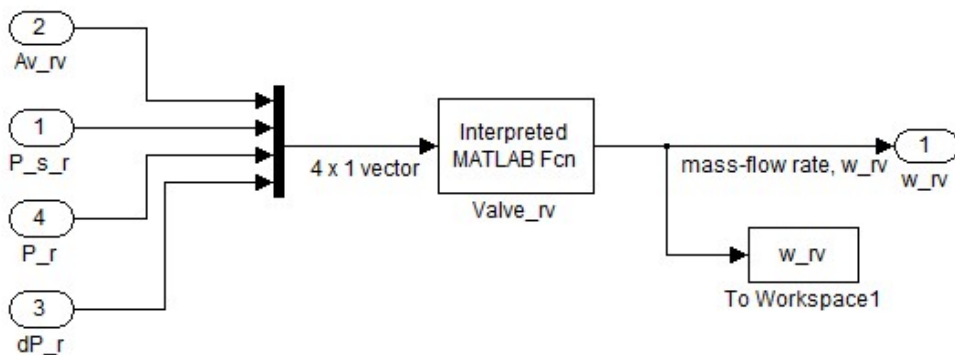 2
Av_rv
1
P_s_r
4
P_r
3
dP_r
4 x 1 vector
Interpreted
MATLAB Fcn
Valve_rv
mass-flow rate, w_rv
1
w_rv
w_rv
To Workspace1